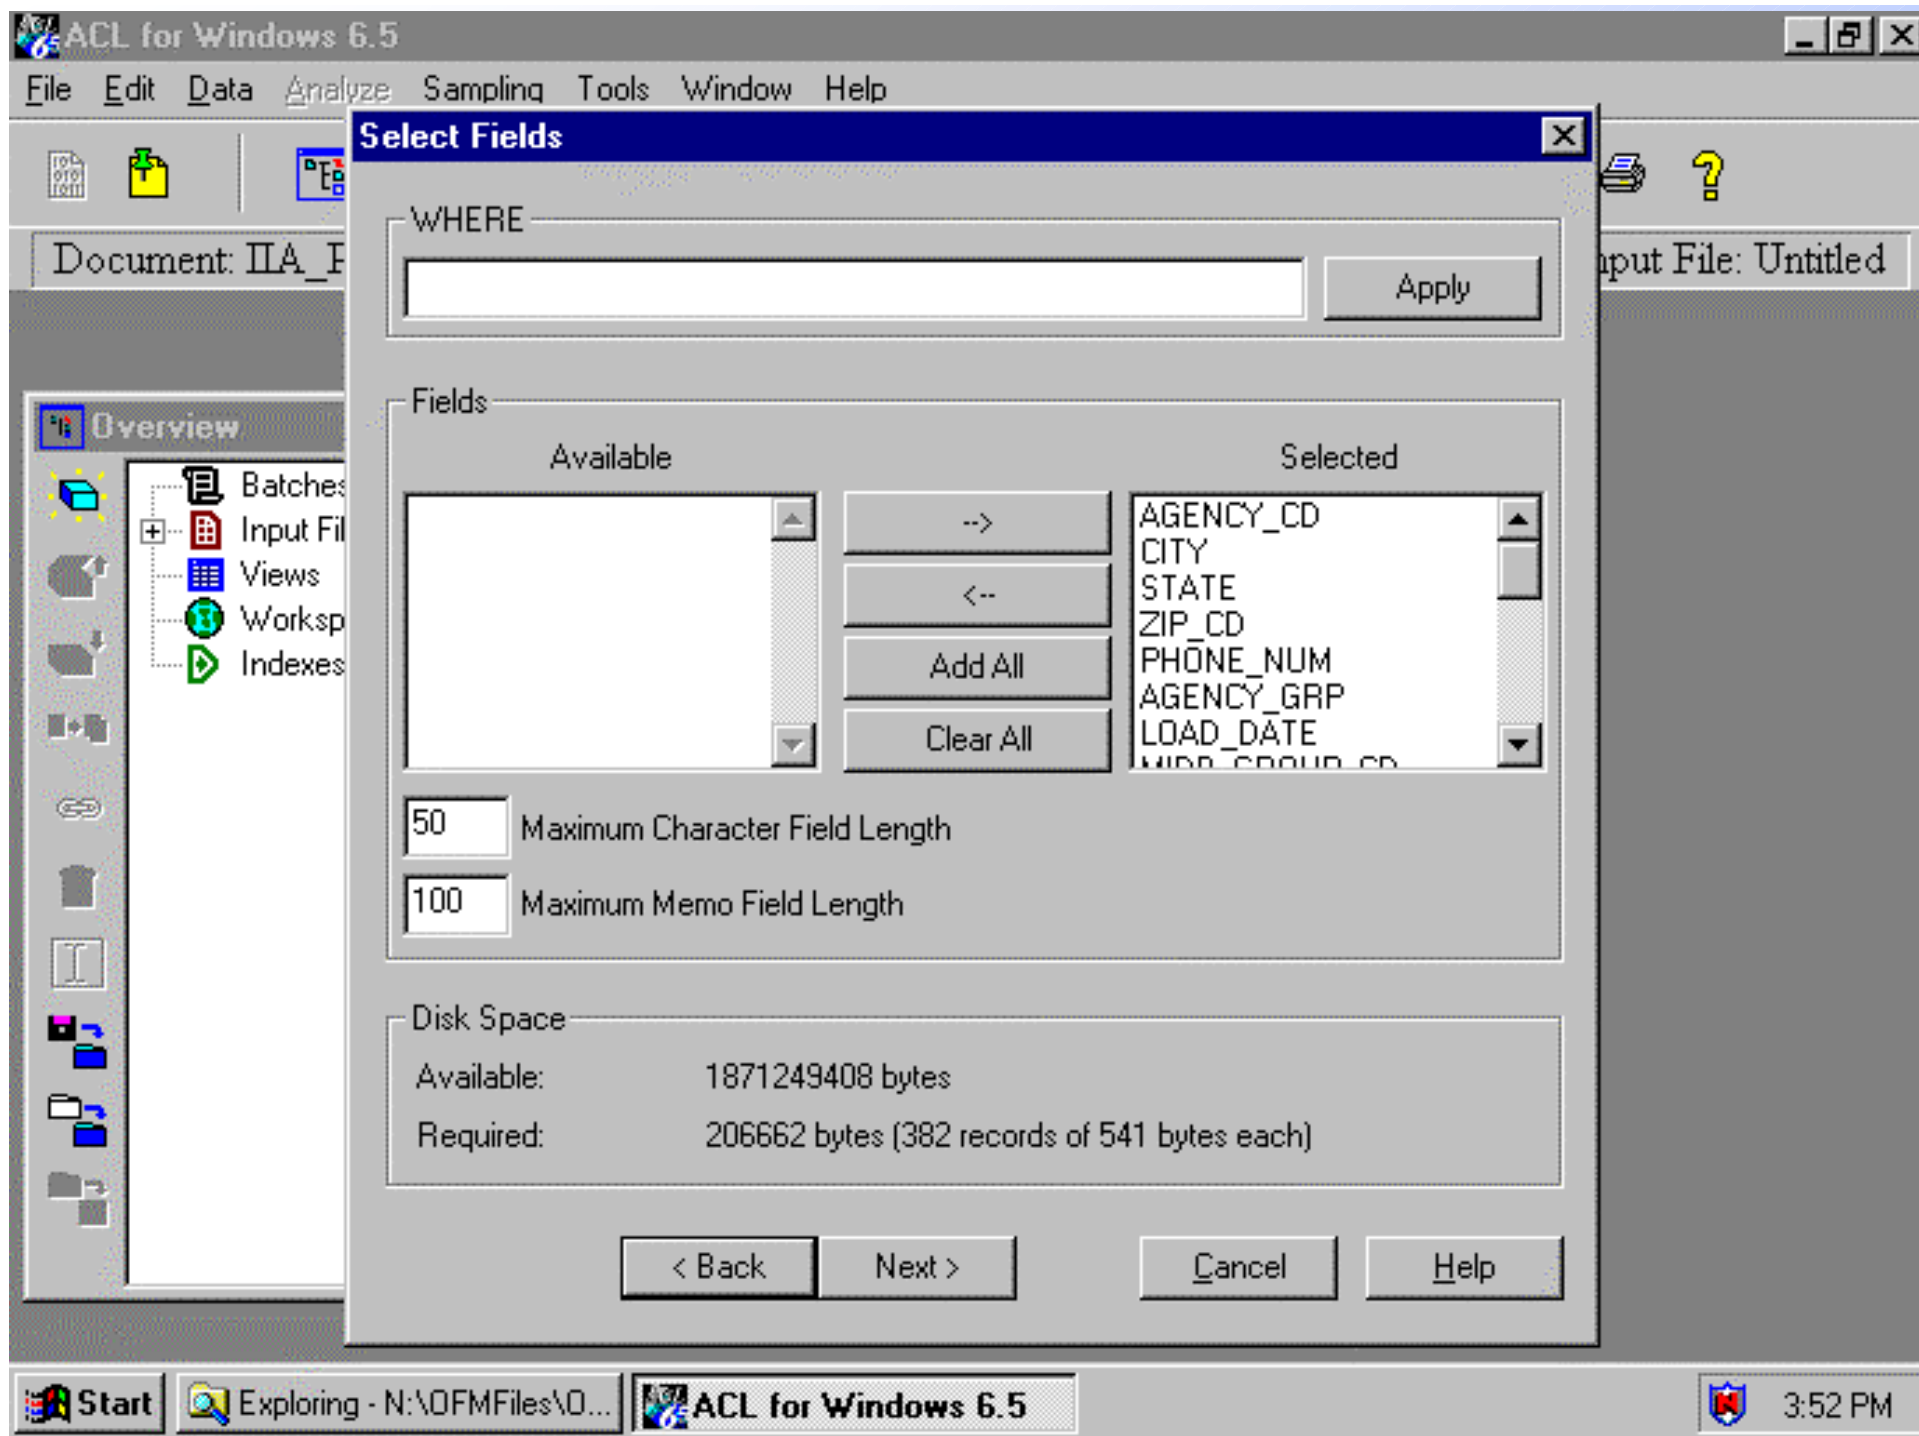 ACL for Windows 6.5
File Edit Data Analyze Sampling Tools Window Help
Select Fields
WHERE
Document: IIA_
Apply
Input File: Untitled
Fields
Overview
Available
Selected
Batches
Input Fil
Views
Worksp
Indexes
-->
<--
Add All
Clear All
AGENCY_CD
CITY
STATE
ZIP_CD
PHONE_NUM
AGENCY_GRP
LOAD_DATE
50 Maximum Character Field Length
100 Maximum Memo Field Length
Disk Space
Available: 1871249408 bytes
Required: 206662 bytes (382 records of 541 bytes each)
< Back
Next >
Cancel
Help
Start
Exploring - N:\OFMFiles\O...
ACL for Windows 6.5
3:52 PM